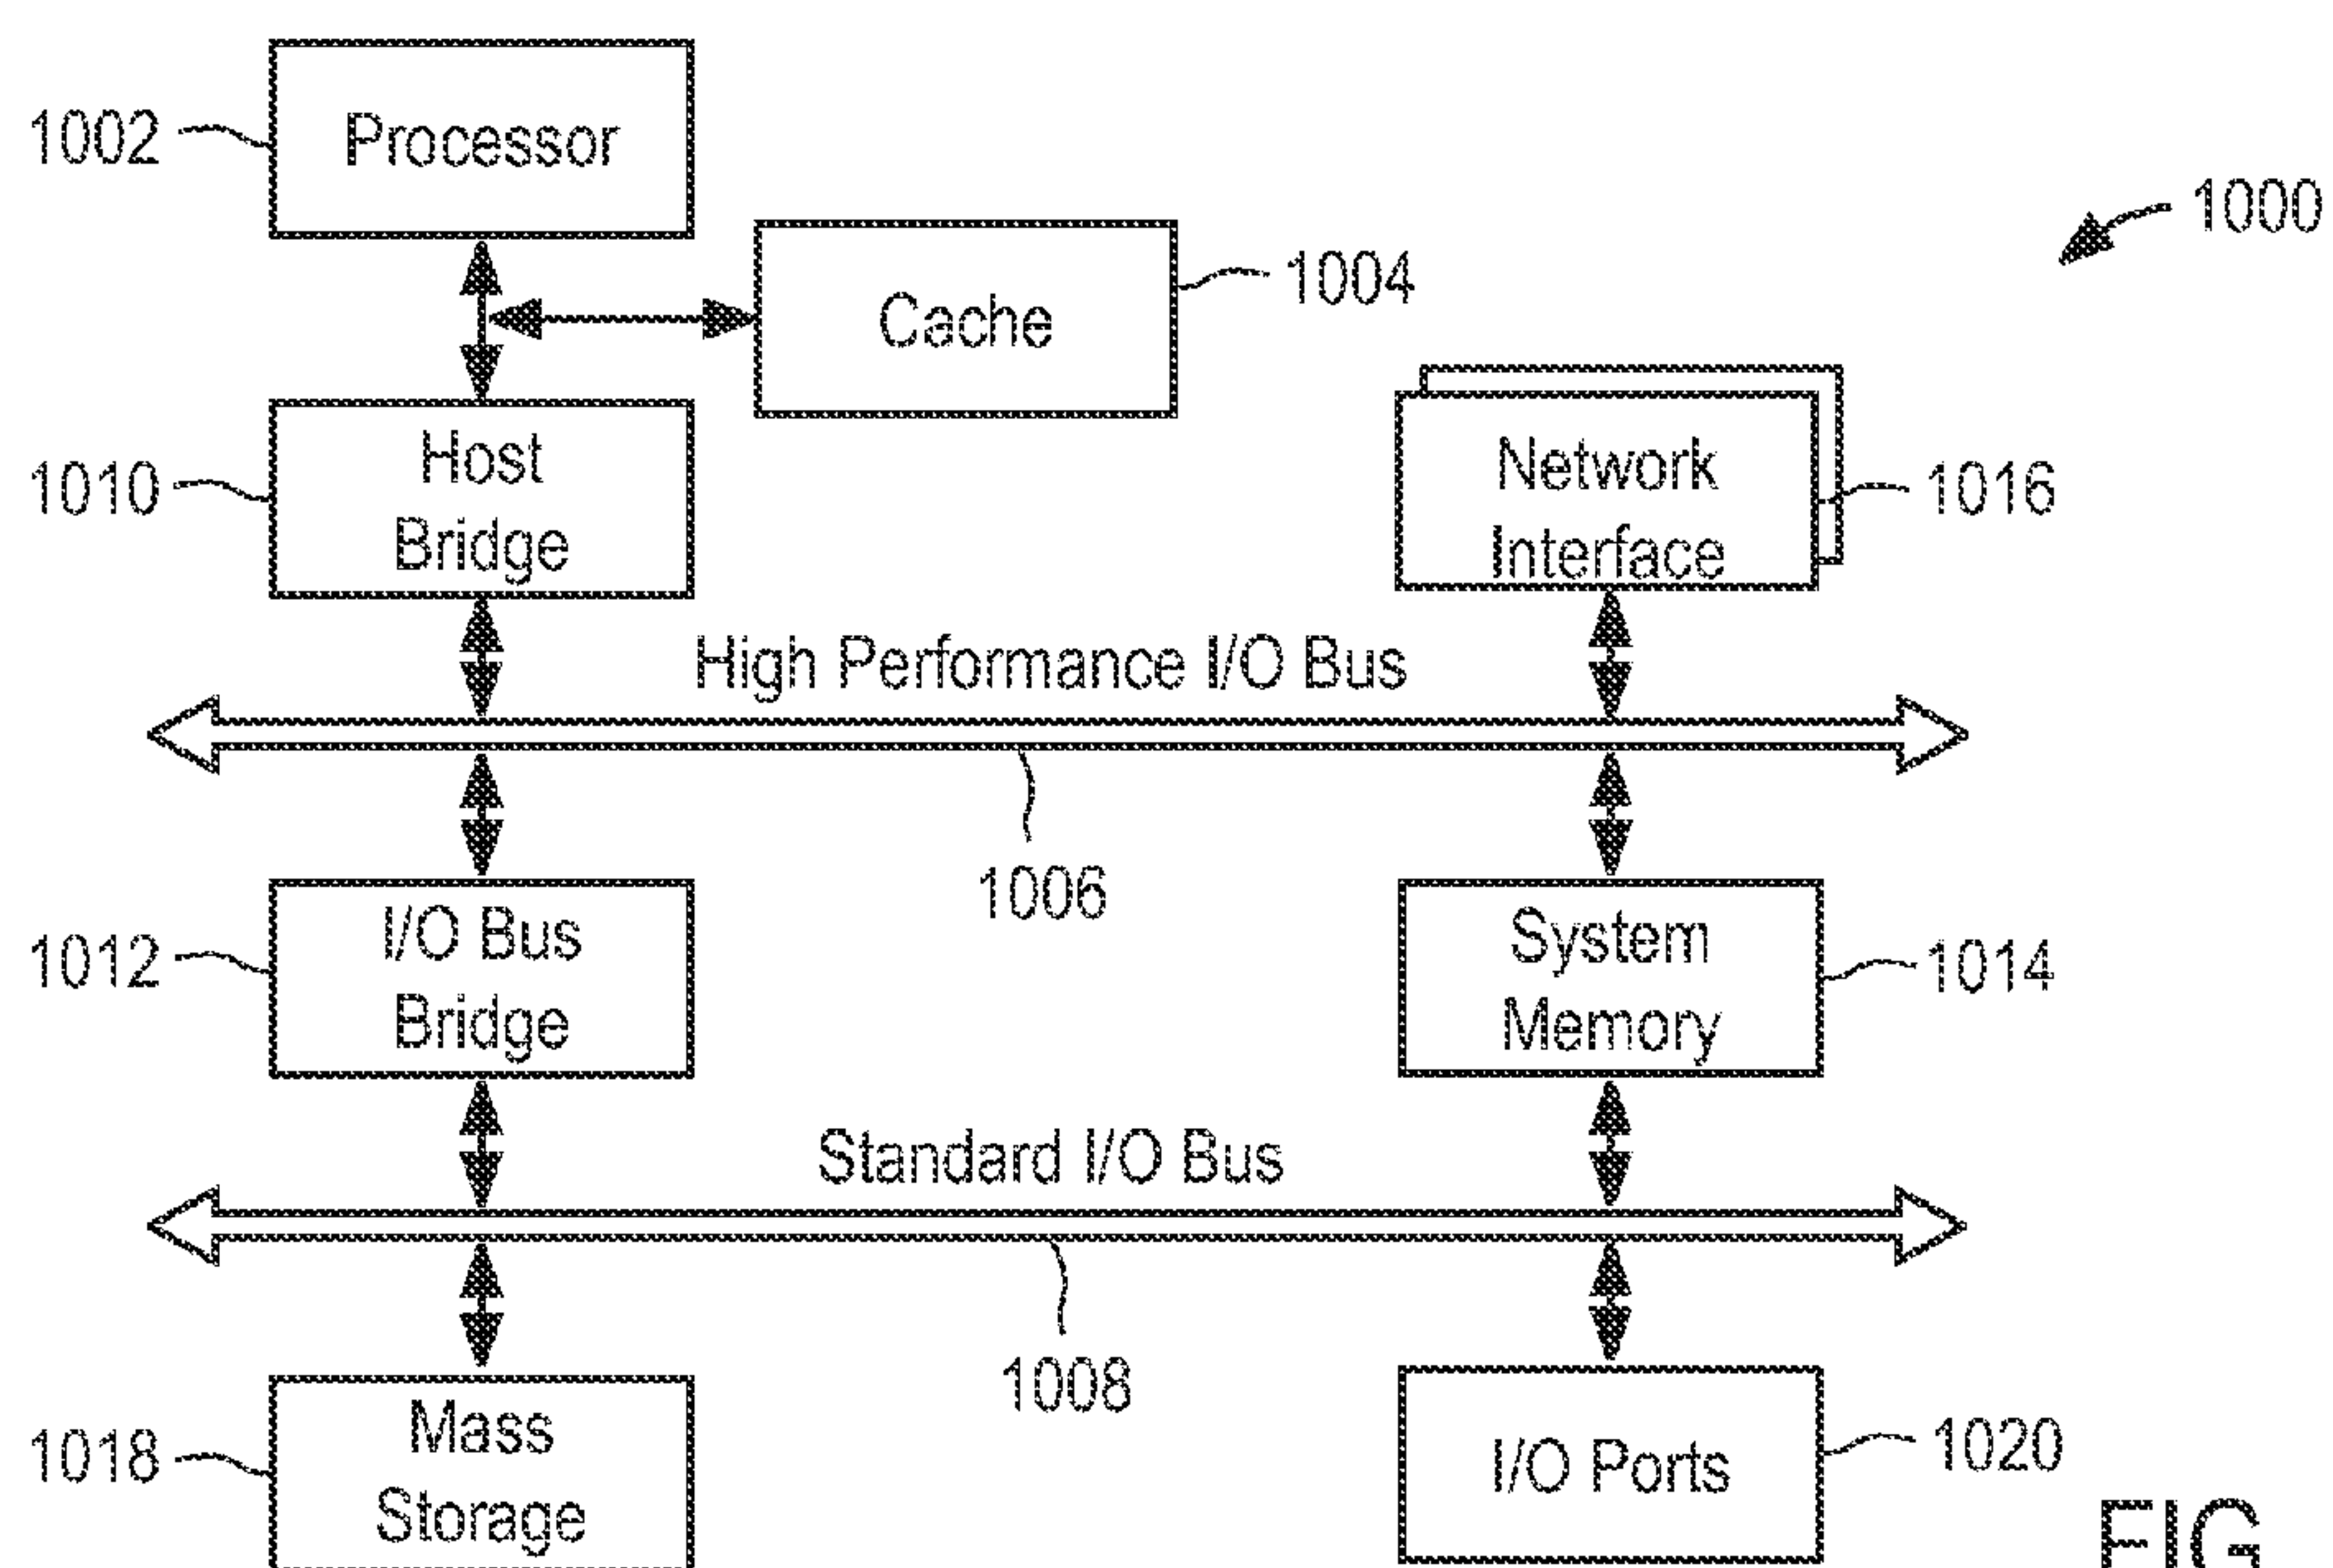 1002
Processor
1000
1004
Cache
1010
Host
Bridge
Network
Interface
1016
High Performance I/O Bus
1006
1012
I/O Bus
Bridge
System
Memory
1014
Standard I/O Bus
1008
1018
Mass
Storage
I/O Ports
1020
FIG